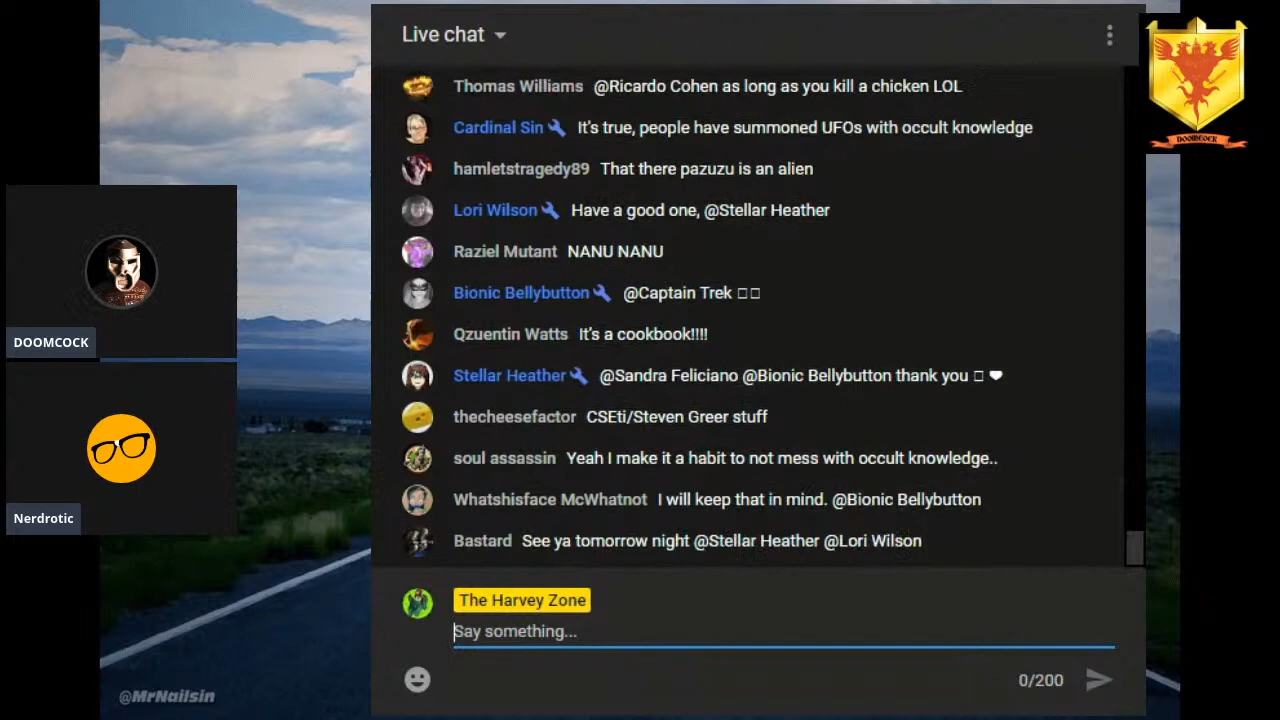 Live chat
Thomas Williams @Ricardo Cohen as long as you kill a chicken LOL
Cardinal Sin It's true, people have summoned UFOs with occult knowledge
hamletstragedy89 That there pazuzu is an alien
Lori Wilson Have a good one, @Stellar Heather
Raziel Mutant NANU NANU
Bionic Bellybutton @Captain Trek
Qzuentin Watts It's a cookbook!!!!
Stellar Heather @Sandra Feliciano @Bionic Bellybutton thank you
thecheesefactor CSEti/Steven Greer stuff
soul assassin Yeah I make it a habit to not mess with occult knowledge..
Whatshisface McWhatnot I will keep that in mind. @Bionic Bellybutton
Bastard See ya tomorrow night @Stellar Heather @Lori Wilson
The Harvey Zone
Say something...
0/200
DOOMCOCK
Nerdrotic
@MrNailsin
DOOMCOCK